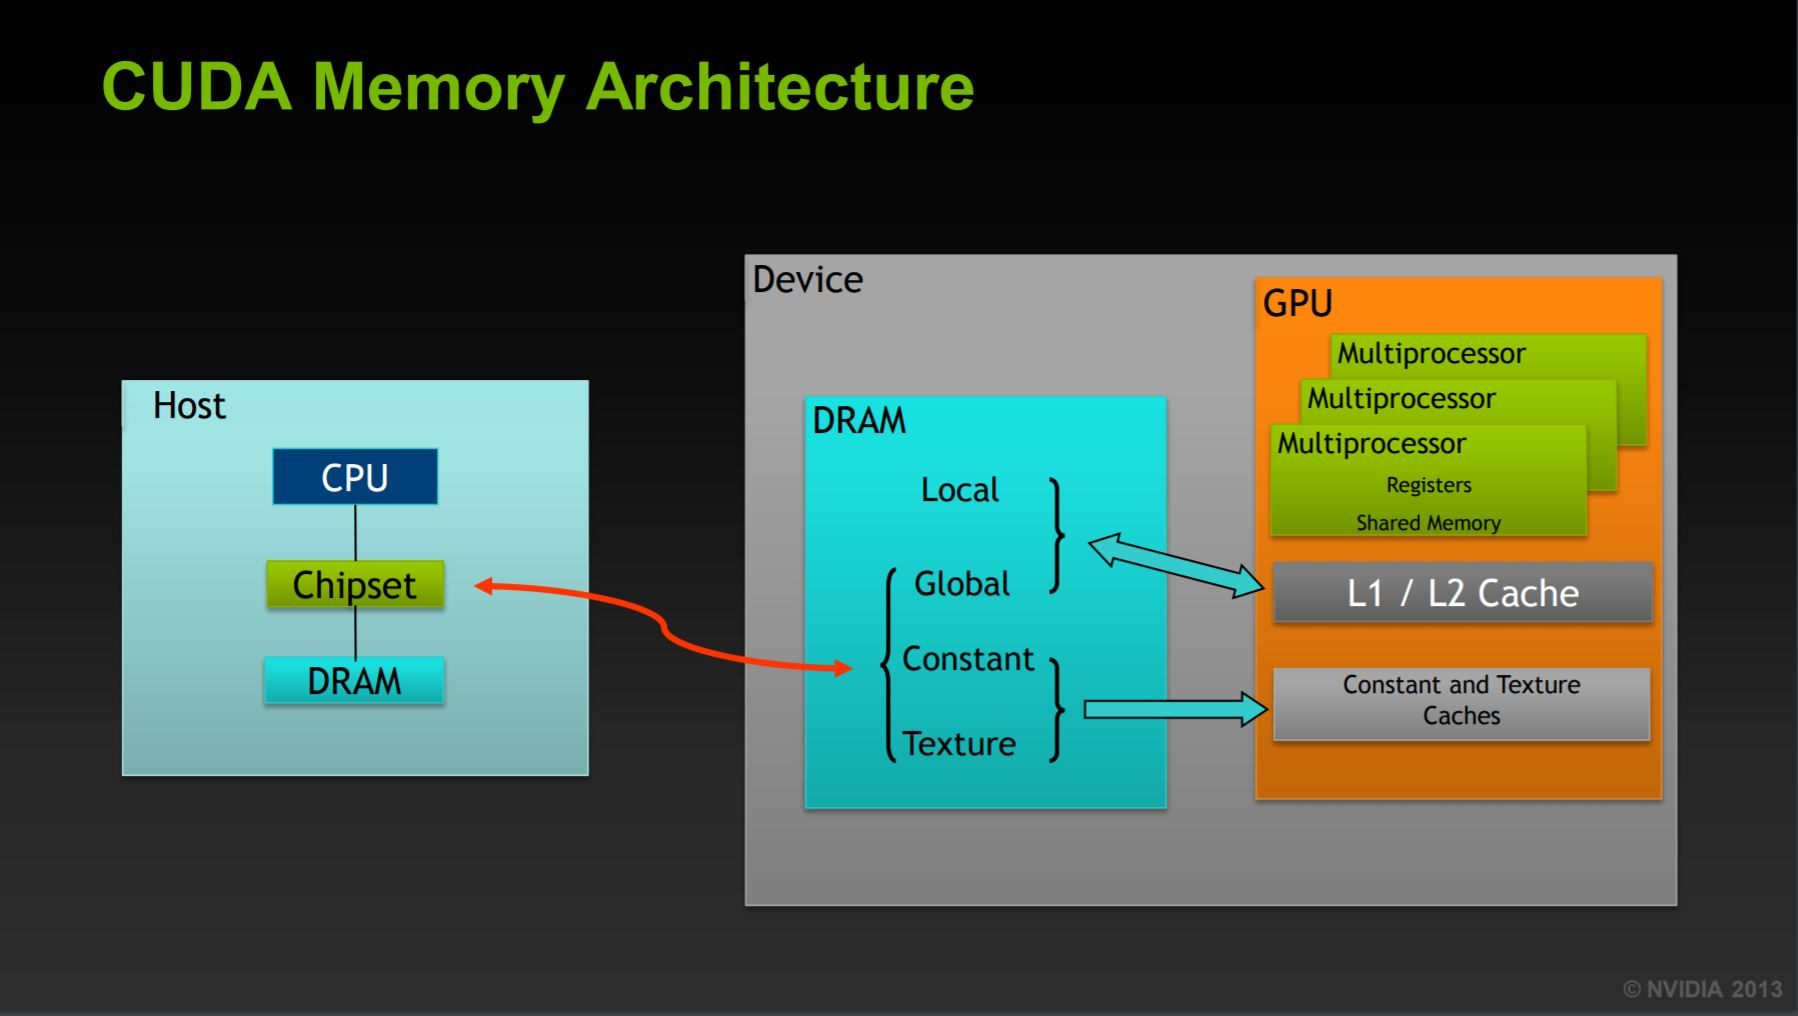 CUDA Memory Architecture
Host
CPU
Chipset
DRAM
Device
DRAM
Local
Global
Constant
Texture
GPU
Multiprocessor
Multiprocessor
Multiprocessor
Registers
Shared Memory
L1 / L2 Cache
Constant and Texture
Caches
© NVIDIA 2013